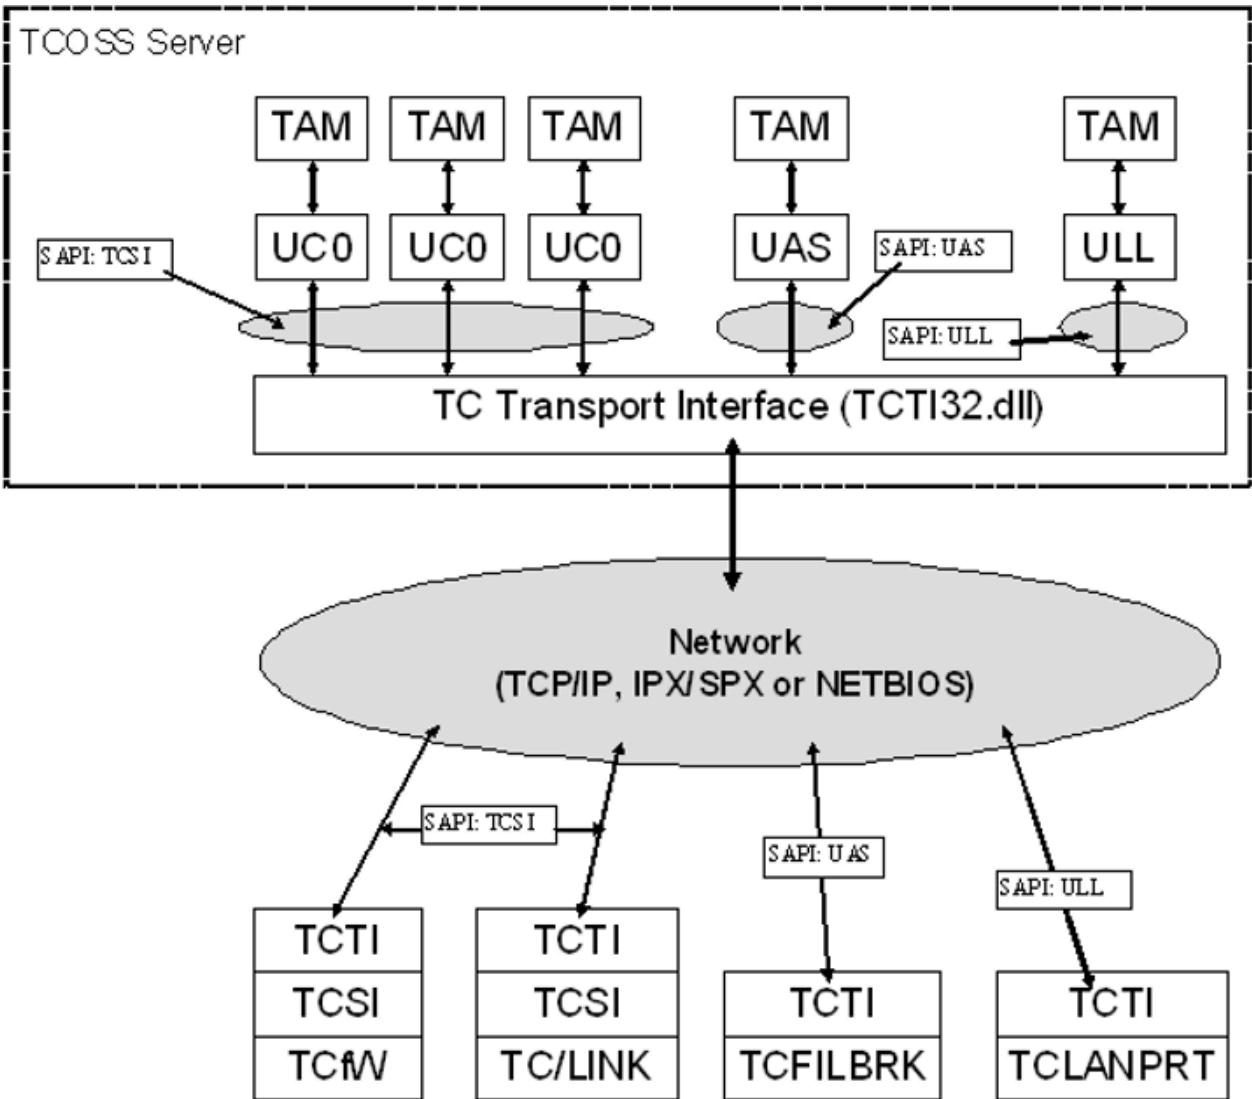 TCOSS Server
TAM TAM TAM TAM TAM
SAPI: TCSI UC0 UC0 UC0 UAS SAPI: UAS ULL
SAPI: ULL
TC Transport Interface (TCTI32.dll)
Network
(TCP/IP, IPX/SPX or NETBIOS)
SAPI: TCSI
SAPI: UAS
SAPI: ULL
TCTI
TCSI
TCfW
TCTI
TCSI
TC/LINK
TCTI
TCFILBRK
TCTI
TCLANPRT